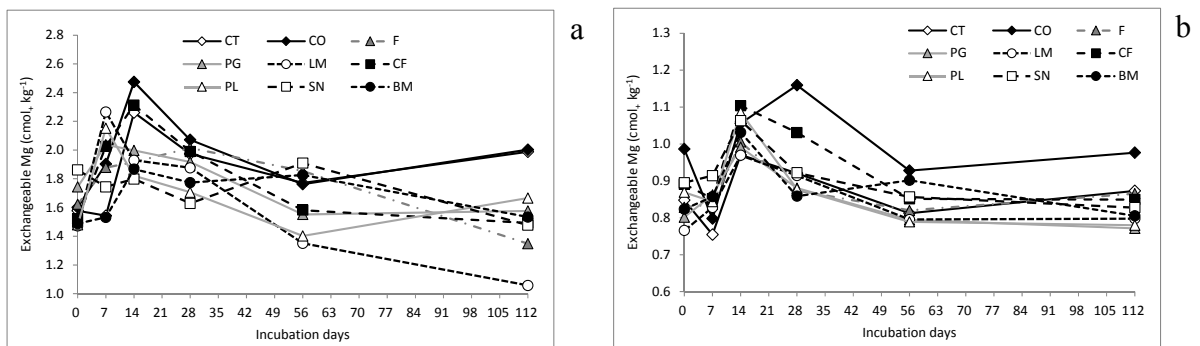 a
Exchangeable Mg (cmol₊ kg⁻¹)
2.8
2.6
2.4
2.2
2.0
1.8
1.6
1.4
1.2
1.0
CT CO F
PG LM CF
PL SN BM
0 7 14 21 28 35 42 49 56 63 70 77 84 91 98 105 112
Incubation days
b
Exchangeable Mg (cmol₊ kg⁻¹)
1.3
1.2
1.1
1.0
0.9
0.8
0.7
0.6
CT CO F
PG LM CF
PL SN BM
0 7 14 21 28 35 42 49 56 63 70 77 84 91 98 105 112
Incubation days